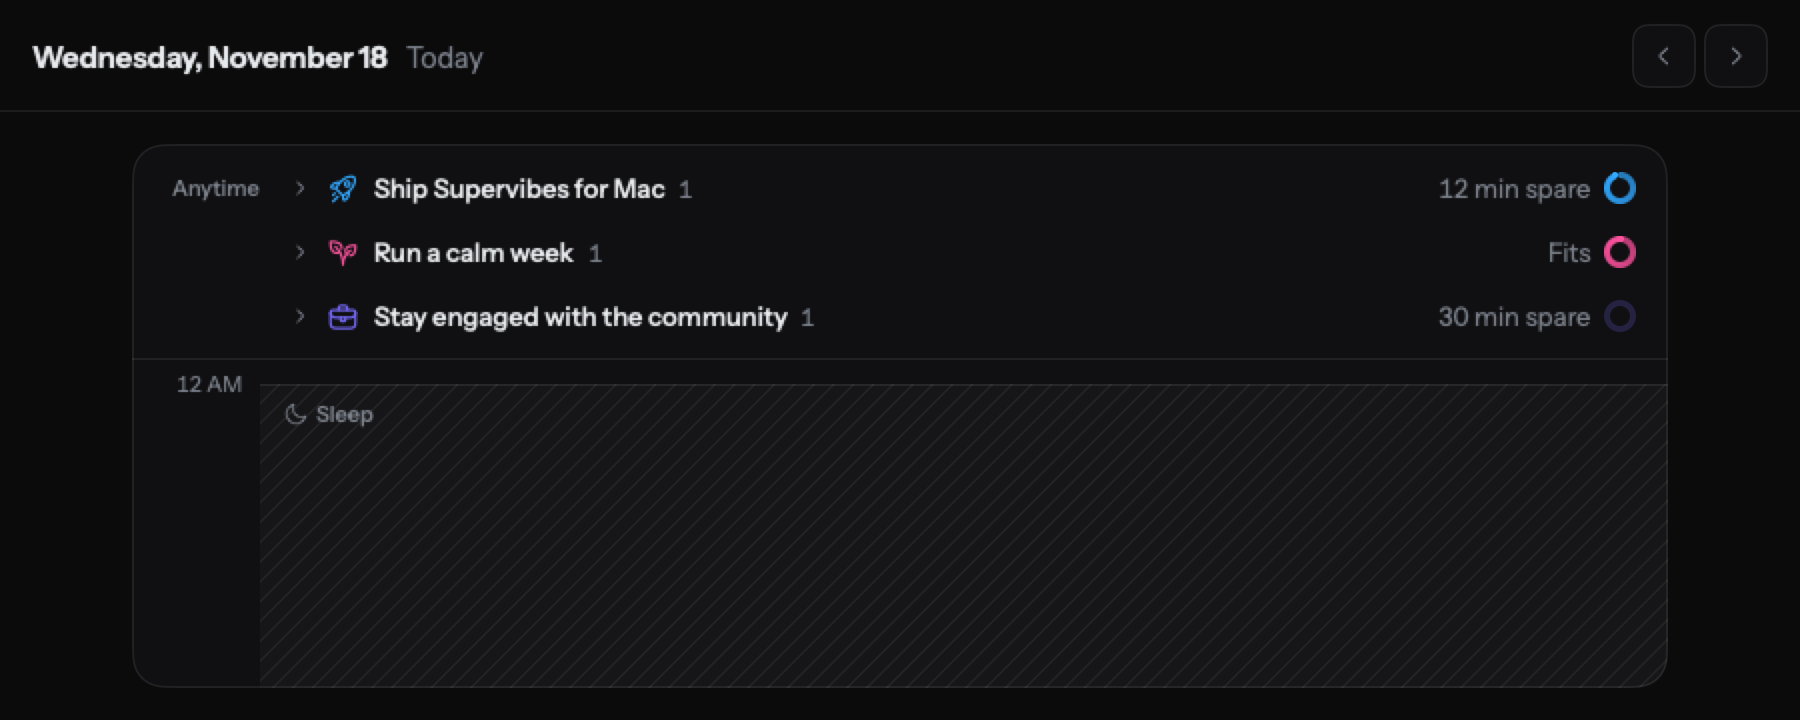 Wednesday, November 18 Today
Anytime Ship Supervibes for Mac 1 12 min spare
Run a calm week 1 Fits
Stay engaged with the community 1 30 min spare
12 AM
Sleep